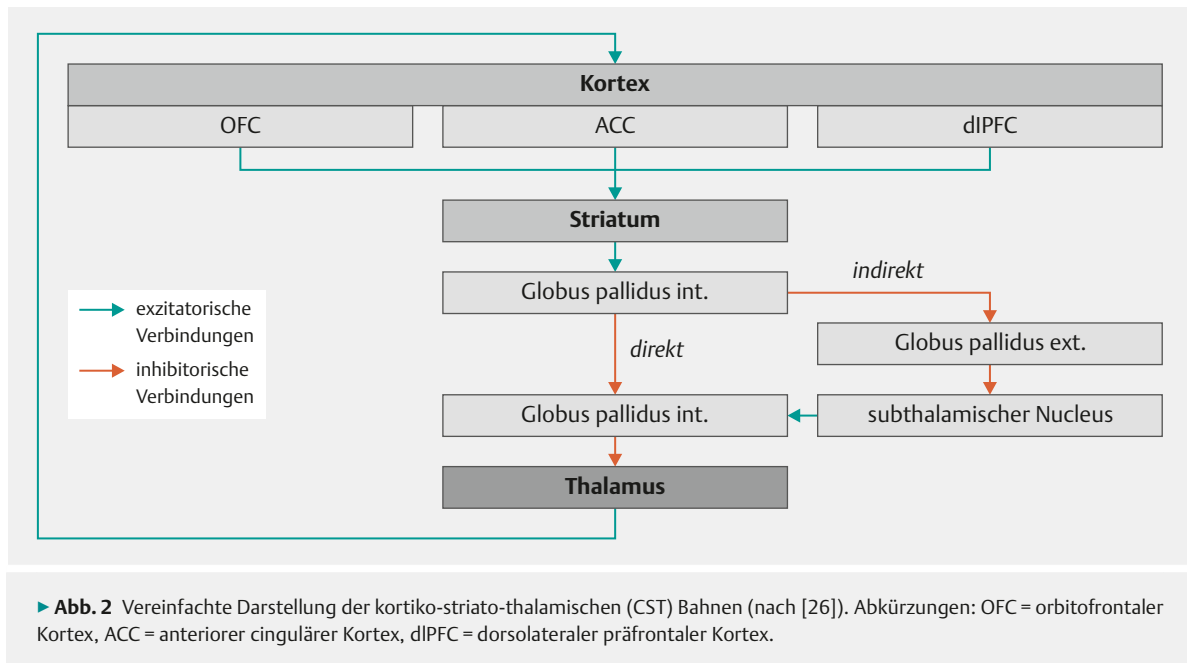 Kortex
OFC
ACC
dlPFC
Striatum
Globus pallidus int.
indirekt
exzitatorische
Verbindungen
inhibitorische
Verbindungen
direkt
Globus pallidus ext.
Globus pallidus int.
subthalamischer Nucleus
Thalamus
► Abb. 2 Vereinfachte Darstellung der kortiko-striato-thalamischen (CST) Bahnen (nach [26]). Abkürzungen: OFC = orbitofrontaler
Kortex, ACC = anteriorer cingulärer Kortex, dlPFC = dorsolateraler präfrontaler Kortex.